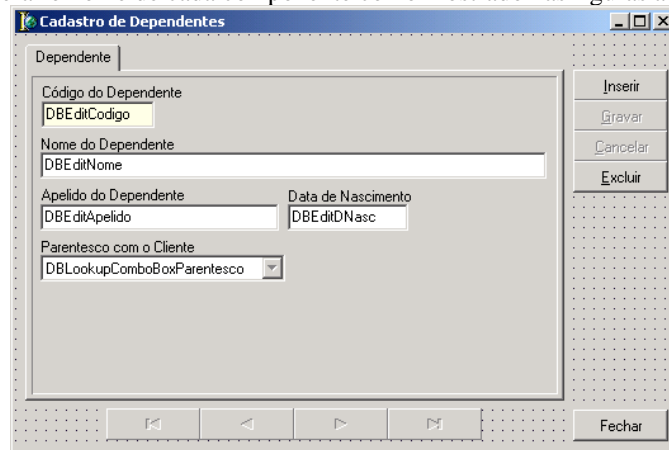 Cadastro de Dependentes
Dependente
Código do Dependente
DBEditCodigo
Nome do Dependente
DBEditNome
Apelido do Dependente
Data de Nascimento
DBEditApelido
DBEditDNasc
Parentesco com o Cliente
DBLookupComboBoxParentesco
Inserir
Gravar
Cancelar
Excluir
Fechar